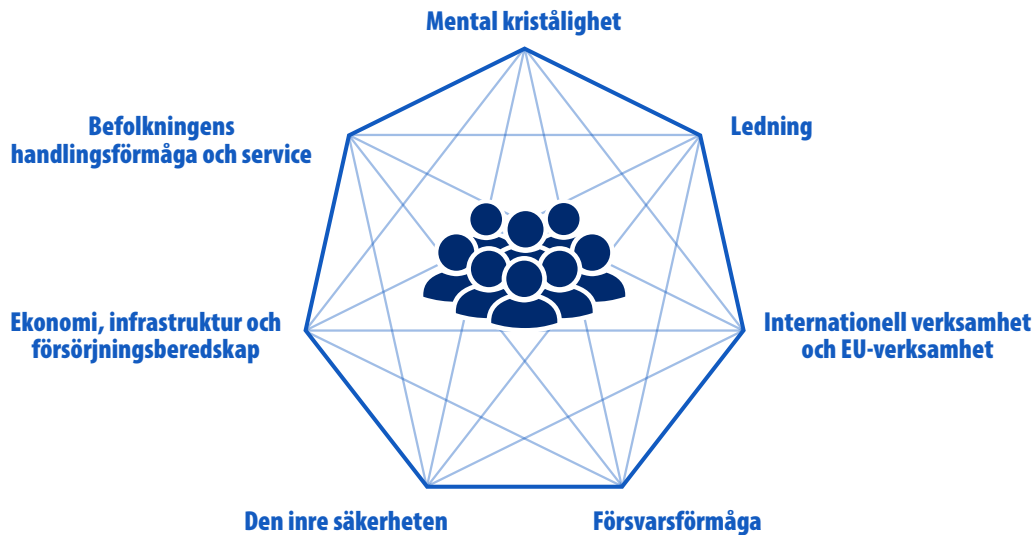 Mental kristålighet
Befolkningens
handlingsförmåga och service
Ledning
Ekonomi, infrastruktur och
försörjningsberedskap
Internationell verksamhet
och EU-verksamhet
Den inre säkerheten
Försvarsförmåga